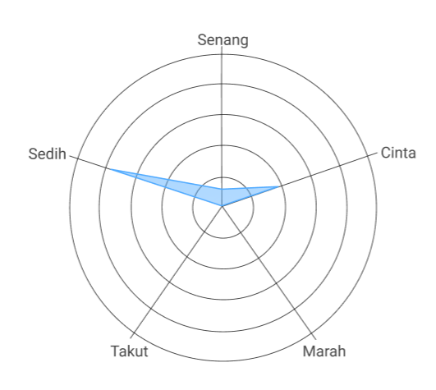 Senang
Cinta
Sedih
Takut
Marah